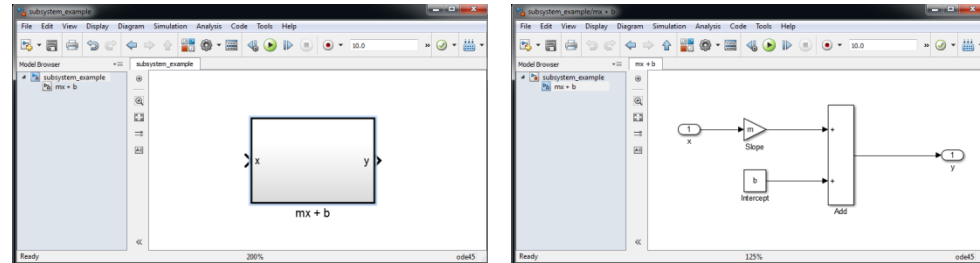 subsystem_example
File Edit View Display Diagram Simulation Analysis Code Tools Help
10.0
Model Browser
subsystem_example
subsystem_example
mx + b
x
y
mx + b
Ready
200%
ode45
subsystem_example/mx + b
File Edit View Display Diagram Simulation Analysis Code Tools Help
10.0
Model Browser
mx + b
subsystem_example
mx + b
1
x
m
Slope
b
Intercept
+
+
Add
1
y
Ready
125%
ode45